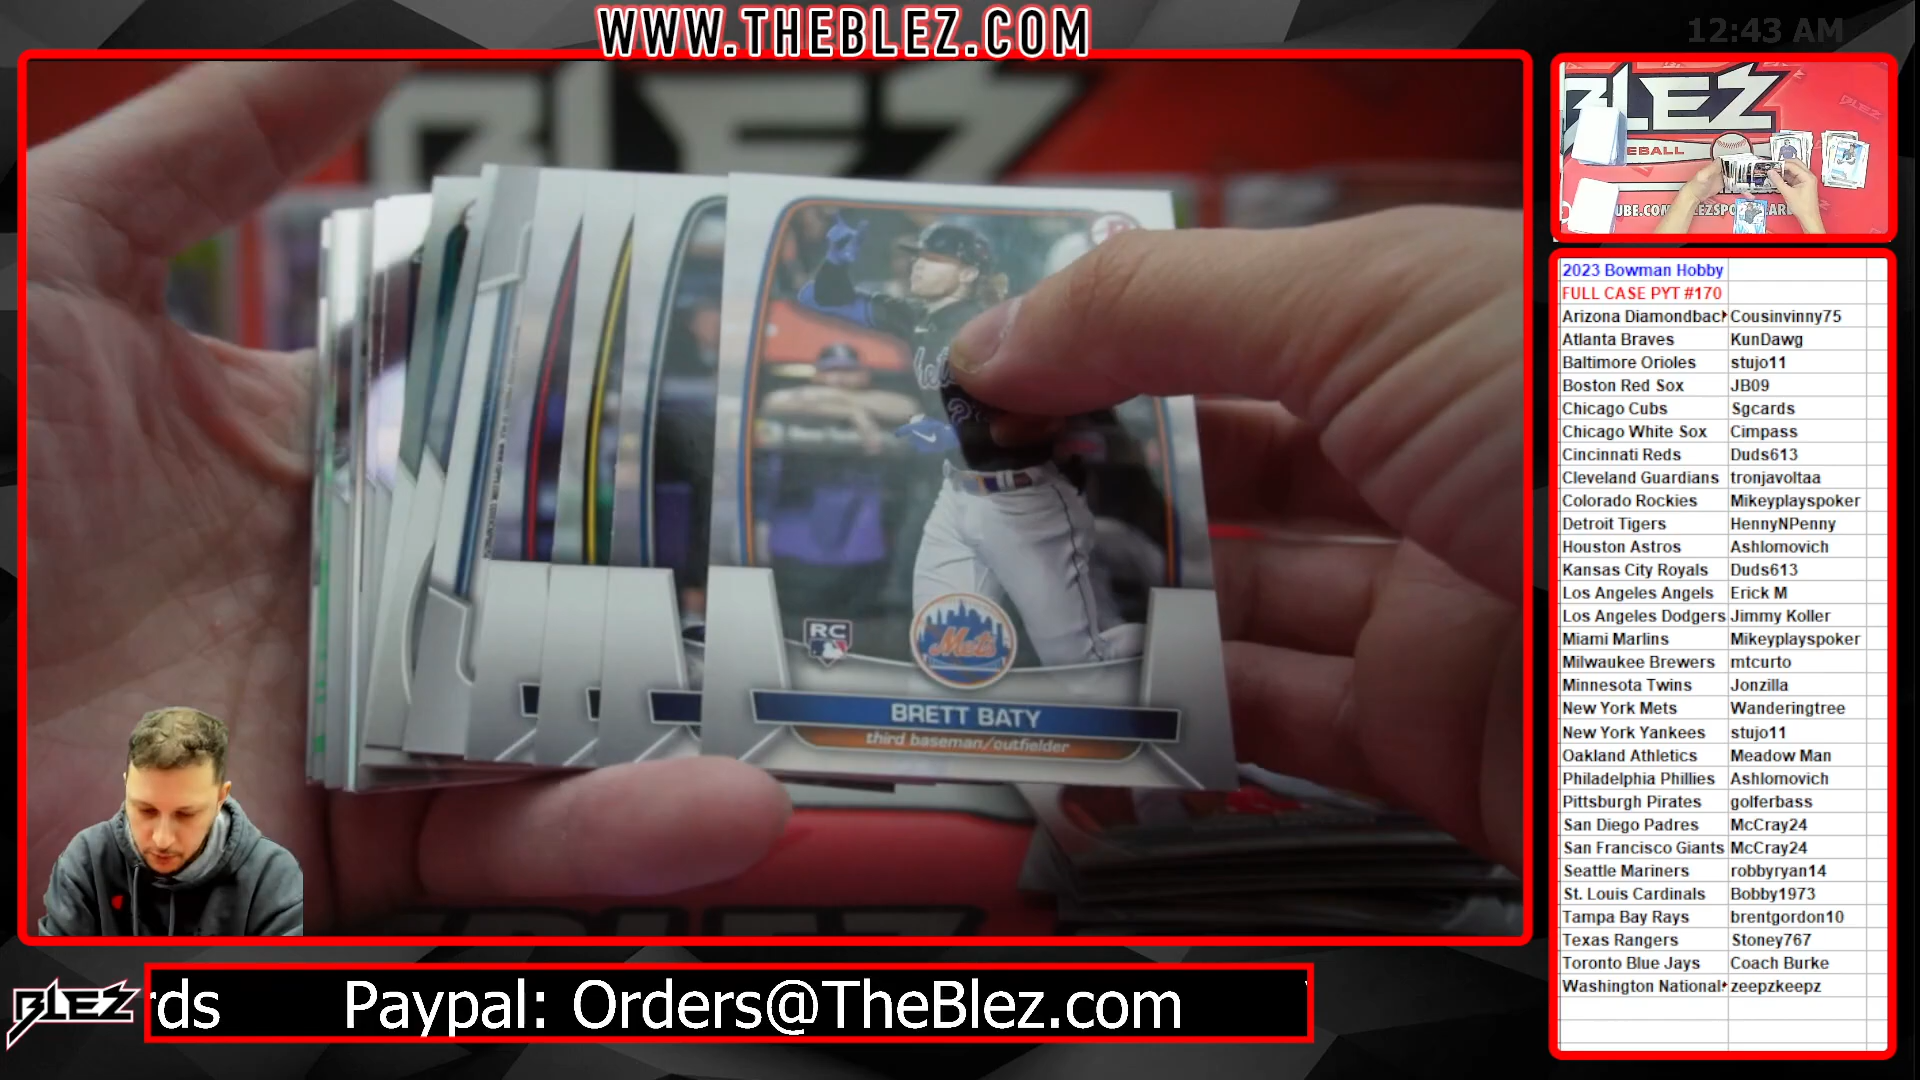 WWW.THEBLEZ.COM
12:43 AM
BLEZ
RC
Mets
BRETT BATY
third baseman/outfielder
BLEZ
EBALL
2023 Bowman Hobby
FULL CASE PYT #170
Arizona Diamondbac Cousinvinny75
Atlanta Braves KunDawg
Baltimore Orioles stujo11
Boston Red Sox JB09
Chicago Cubs Sgcards
Chicago White Sox Cimpass
Cincinnati Reds Duds613
Cleveland Guardians tronjavoltaa
Colorado Rockies Mikeyplayspoker
Detroit Tigers HennyNPenny
Houston Astros Ashlomovich
Kansas City Royals Duds613
Los Angeles Angels Erick M
Los Angeles Dodgers Jimmy Koller
Miami Marlins Mikeyplayspoker
Milwaukee Brewers mtcurto
Minnesota Twins Jonzilla
New York Mets Wanderingtree
New York Yankees stujo11
Oakland Athletics Meadow Man
Philadelphia Phillies Ashlomovich
Pittsburgh Pirates golferbass
San Diego Padres McCray24
San Francisco Giants McCray24
Seattle Mariners robbyryan14
St. Louis Cardinals Bobby1973
Tampa Bay Rays brentgordon10
Texas Rangers Stoney767
Toronto Blue Jays Coach Burke
Washington National zeepzkeepz
BLEZ
rds Paypal: Orders@TheBlez.com